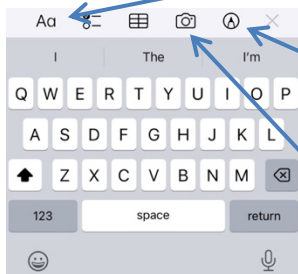 Aa
I The I'm
Q W E R T Y U I O P
A S D F G H J K L
Z X C V B N M
123 space return